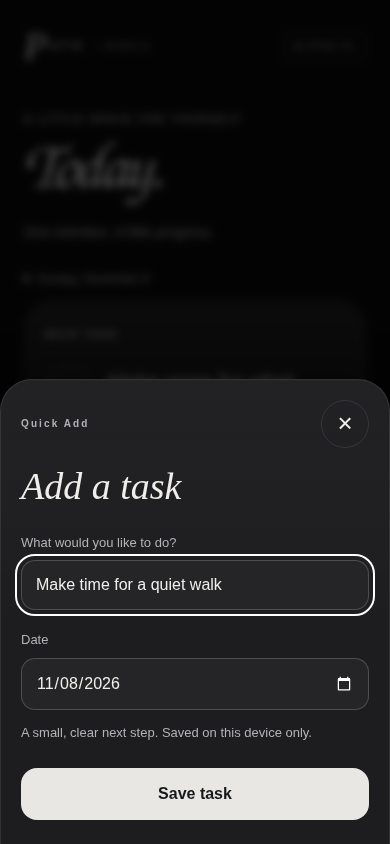 Today.
Quick Add
Add a task
What would you like to do?
Make time for a quiet walk
Date
11/08/2026
A small, clear next step. Saved on this device only.
Save task